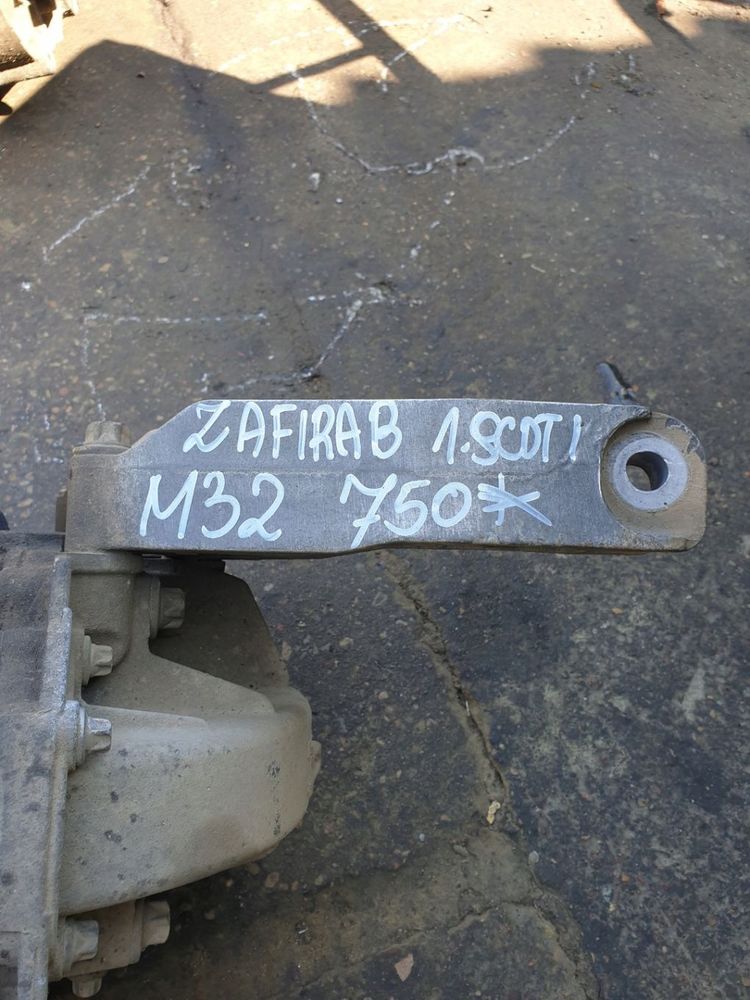 ZAFIRA B 1.9CDTI
M32 750*